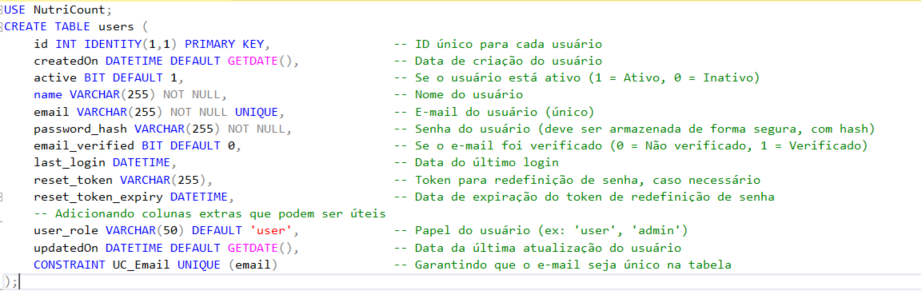 USE NutriCount;
CREATE TABLE users (
    id INT IDENTITY(1,1) PRIMARY KEY,                -- ID único para cada usuário
    createdOn DATETIME DEFAULT GETDATE(),            -- Data de criação do usuário
    active BIT DEFAULT 1,                            -- Se o usuário está ativo (1 = Ativo, 0 = Inativo)
    name VARCHAR(255) NOT NULL,                      -- Nome do usuário
    email VARCHAR(255) NOT NULL UNIQUE,              -- E-mail do usuário (único)
    password_hash VARCHAR(255) NOT NULL,             -- Senha do usuário (deve ser armazenada de forma segura, com hash)
    email_verified BIT DEFAULT 0,                    -- Se o e-mail foi verificado (0 = Não verificado, 1 = Verificado)
    last_login DATETIME,                             -- Data do último login
    reset_token VARCHAR(255),                        -- Token para redefinição de senha, caso necessário
    reset_token_expiry DATETIME,                     -- Data de expiração do token de redefinição de senha
    -- Adicionando colunas extras que podem ser úteis
    user_role VARCHAR(50) DEFAULT 'user',            -- Papel do usuário (ex: 'user', 'admin')
    updatedOn DATETIME DEFAULT GETDATE(),            -- Data da última atualização do usuário
    CONSTRAINT UC_Email UNIQUE (email)               -- Garantindo que o e-mail seja único na tabela
);